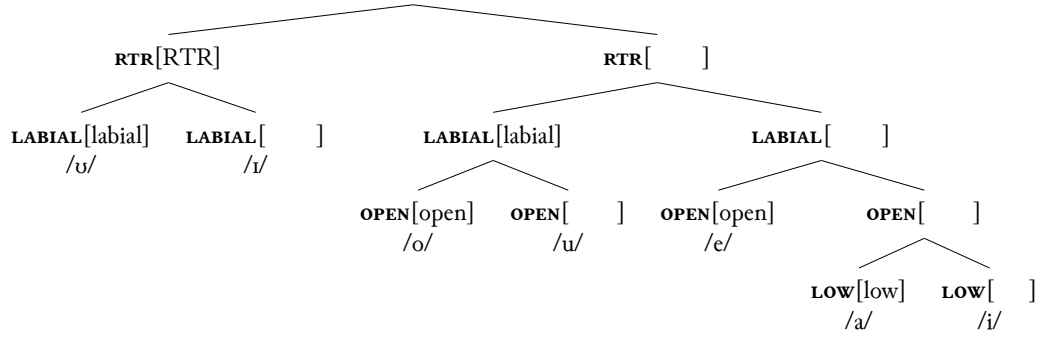 RTR[RTR] RTR[ ]
LABIAL[labial] LABIAL[ ] LABIAL[labial] LABIAL[ ]
/ʊ/ /ɪ/
OPEN[open] OPEN[ ] OPEN[open] OPEN[ ]
/o/ /u/ /e/
LOW[low] LOW[ ]
/a/ /i/